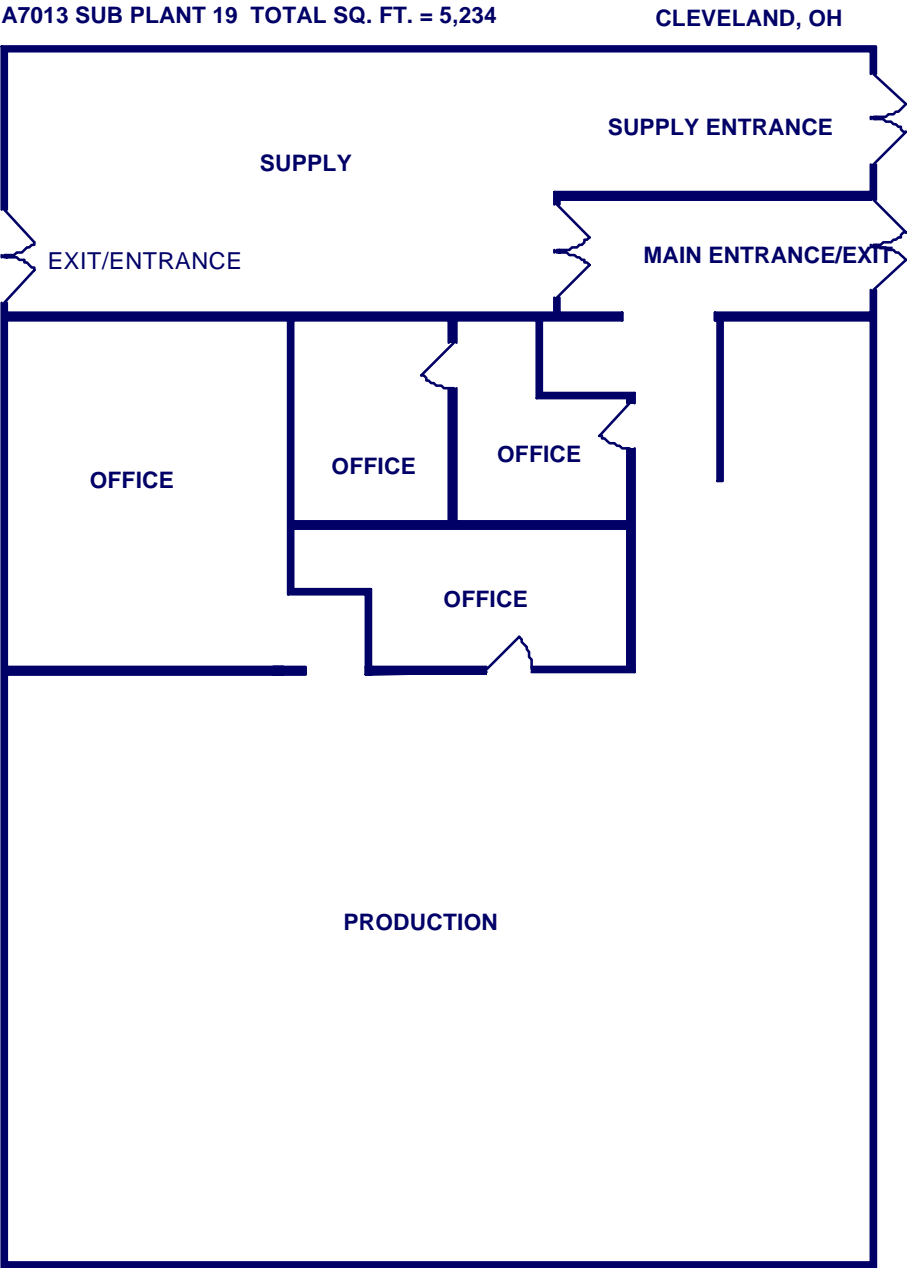 A7013 SUB PLANT 19 TOTAL SQ. FT. = 5,234
CLEVELAND, OH
SUPPLY ENTRANCE
SUPPLY
EXIT/ENTRANCE
MAIN ENTRANCE/EXIT
OFFICE
OFFICE
OFFICE
OFFICE
PRODUCTION